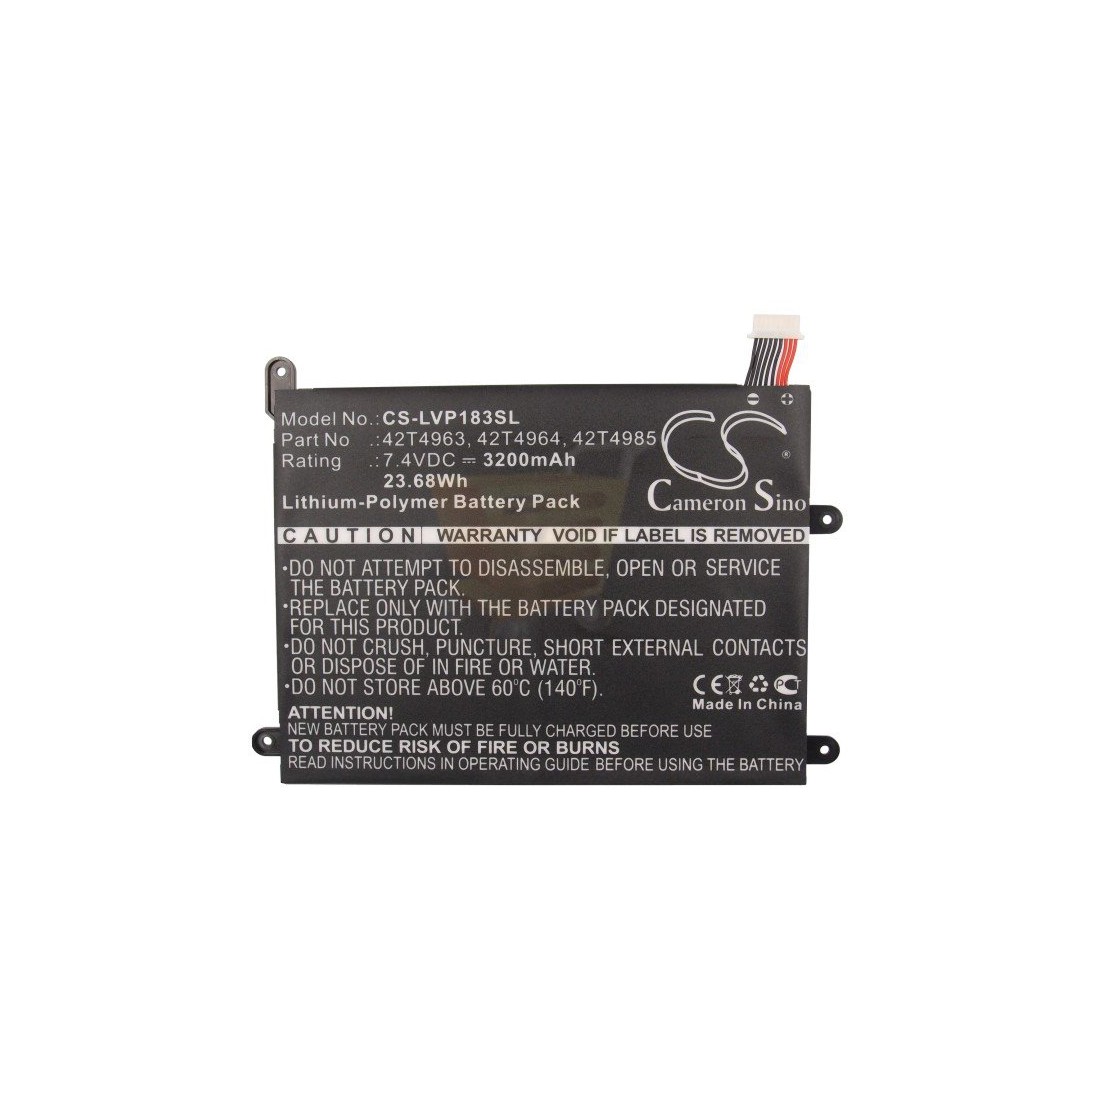 Model No.: CS-LVP183SL
Part No .: 42T4963, 42T4964, 42T4985
Rating .: 7.4VDC ⎓ 3200mAh
23.68Wh
Lithium-Polymer Battery Pack
CS ®
Cameron Sino
CAUTION WARRANTY VOID IF LABEL IS REMOVED
•DO NOT ATTEMPT TO DISASSEMBLE, OPEN OR SERVICE
THE BATTERY PACK.
•REPLACE ONLY WITH THE BATTERY PACK DESIGNATED
FOR THIS PRODUCT.
•DO NOT CRUSH, PUNCTURE, SHORT EXTERNAL CONTACTS
OR DISPOSE OF IN FIRE OR WATER.
•DO NOT STORE ABOVE 60°C (140°F).
CE PCT
Made In China
ATTENTION!
NEW BATTERY PACK MUST BE FULLY CHARGED BEFORE USE
TO REDUCE RISK OF FIRE OR BURNS
READ INSTRUCTIONS IN OPERATING GUIDE BEFORE USING THE BATTERY